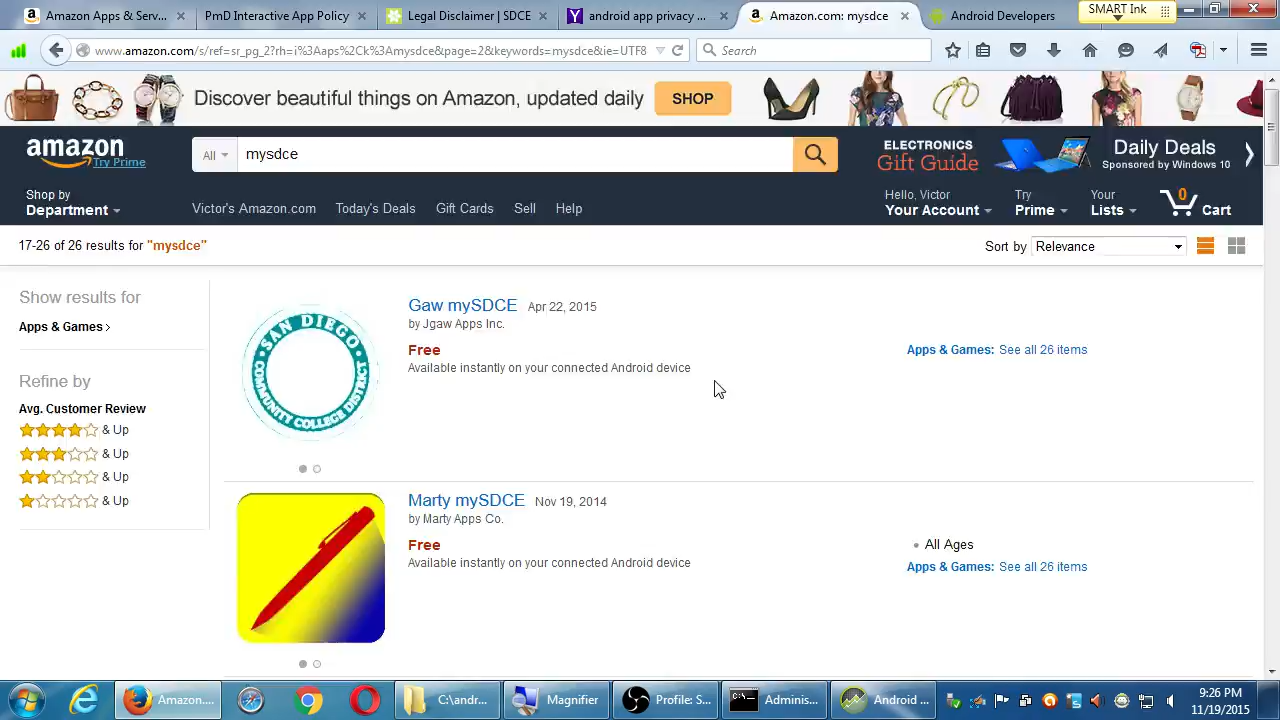 amazon Apps & Serv...
PmD Interactive App Policy
Legal Disclaimer | SDCE
android app privacy ...
Amazon.com: mysdce
Android Developers
SMART Ink
www.amazon.com/s/ref=sr_pg_2?rh=i%3Aaps%2Ck%3Amysdce&page=2&keywords=mysdce&ie=UTF8
Search
Discover beautiful things on Amazon, updated daily
SHOP
amazon
Try Prime
All
mysdce
ELECTRONICS
Gift Guide
Daily Deals
Sponsored by Windows 10
Shop by
Department
Victor's Amazon.com
Today's Deals
Gift Cards
Sell
Help
Hello, Victor
Your Account
Try
Prime
Your
Lists
0
Cart
17-26 of 26 results for "mysdce"
Sort by
Relevance
Show results for
Apps & Games ›
Refine by
Avg. Customer Review
& Up
& Up
& Up
& Up
SAN DIEGO
COMMUNITY COLLEGE DISTRICT
Gaw mySDCE Apr 22, 2015
by Jgaw Apps Inc.
Free
Available instantly on your connected Android device
Apps & Games: See all 26 items
Marty mySDCE Nov 19, 2014
by Marty Apps Co.
Free
Available instantly on your connected Android device
• All Ages
Apps & Games: See all 26 items
Amazon....
C:\andr...
Magnifier
Profile: S...
Adminis...
Android ...
9:26 PM
11/19/2015